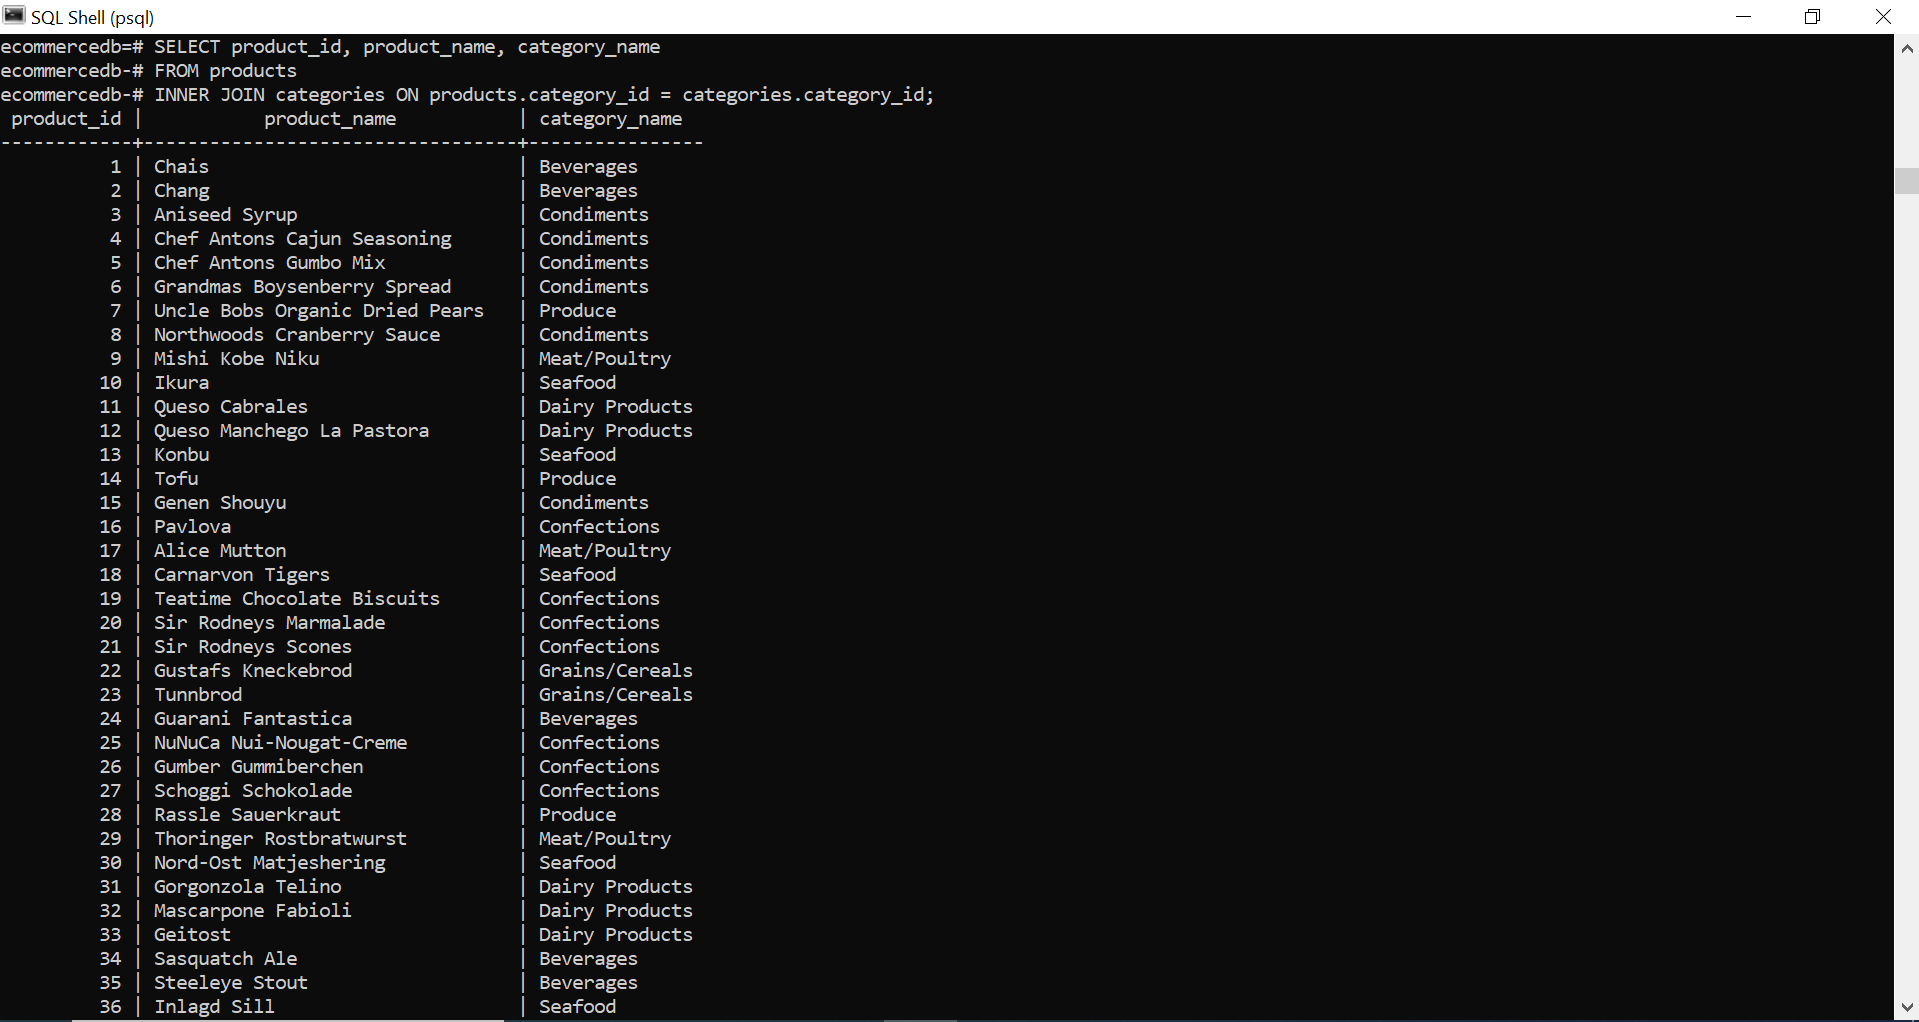 SQL Shell (psql)
ecommercedb=# SELECT product_id, product_name, category_name
ecommercedb-# FROM products
ecommercedb-# INNER JOIN categories ON products.category_id = categories.category_id;
 product_id |           product_name           | category_name
------------+----------------------------------+----------------
          1 | Chais                            | Beverages
          2 | Chang                            | Beverages
          3 | Aniseed Syrup                    | Condiments
          4 | Chef Antons Cajun Seasoning      | Condiments
          5 | Chef Antons Gumbo Mix            | Condiments
          6 | Grandmas Boysenberry Spread      | Condiments
          7 | Uncle Bobs Organic Dried Pears   | Produce
          8 | Northwoods Cranberry Sauce       | Condiments
          9 | Mishi Kobe Niku                  | Meat/Poultry
         10 | Ikura                            | Seafood
         11 | Queso Cabrales                   | Dairy Products
         12 | Queso Manchego La Pastora        | Dairy Products
         13 | Konbu                            | Seafood
         14 | Tofu                             | Produce
         15 | Genen Shouyu                     | Condiments
         16 | Pavlova                          | Confections
         17 | Alice Mutton                     | Meat/Poultry
         18 | Carnarvon Tigers                 | Seafood
         19 | Teatime Chocolate Biscuits       | Confections
         20 | Sir Rodneys Marmalade            | Confections
         21 | Sir Rodneys Scones               | Confections
         22 | Gustafs Kneckebrod               | Grains/Cereals
         23 | Tunnbrod                         | Grains/Cereals
         24 | Guarani Fantastica               | Beverages
         25 | NuNuCa Nui-Nougat-Creme          | Confections
         26 | Gumber Gummiberchen              | Confections
         27 | Schoggi Schokolade               | Confections
         28 | Rassle Sauerkraut                | Produce
         29 | Thoringer Rostbratwurst          | Meat/Poultry
         30 | Nord-Ost Matjeshering            | Seafood
         31 | Gorgonzola Telino                | Dairy Products
         32 | Mascarpone Fabioli               | Dairy Products
         33 | Geitost                          | Dairy Products
         34 | Sasquatch Ale                    | Beverages
         35 | Steeleye Stout                   | Beverages
         36 | Inlagd Sill                      | Seafood